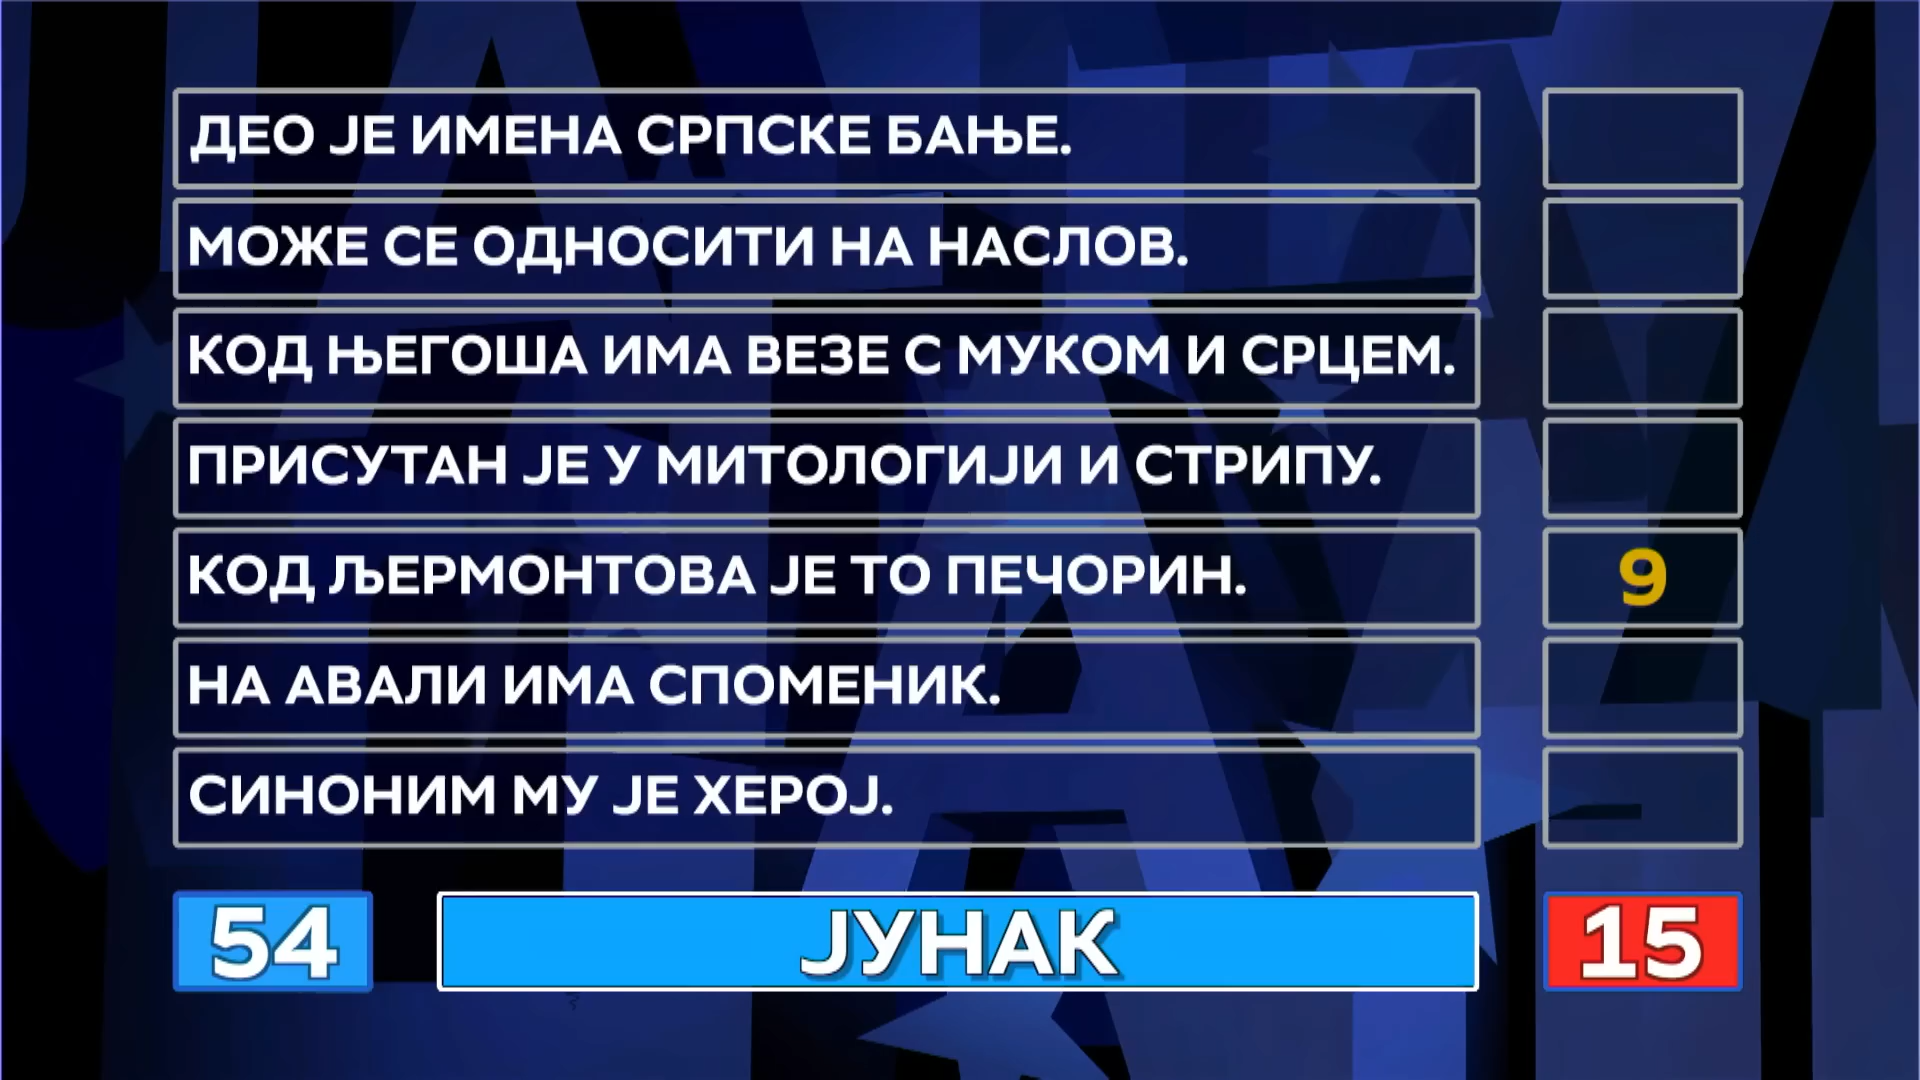 ДЕО ЈЕ ИМЕНА СРПСКЕ БАЊЕ.
МОЖЕ СЕ ОДНОСИТИ НА НАСЛОВ.
КОД ЊЕГОША ИМА ВЕЗЕ С МУКОМ И СРЦЕМ.
ПРИСУТАН ЈЕ У МИТОЛОГИЈИ И СТРИПУ.
КОД ЉЕРМОНТОВА ЈЕ ТО ПЕЧОРИН.
9
НА АВАЛИ ИМА СПОМЕНИК.
СИНОНИМ МУ ЈЕ ХЕРОЈ.
54
ЈУНАК
15